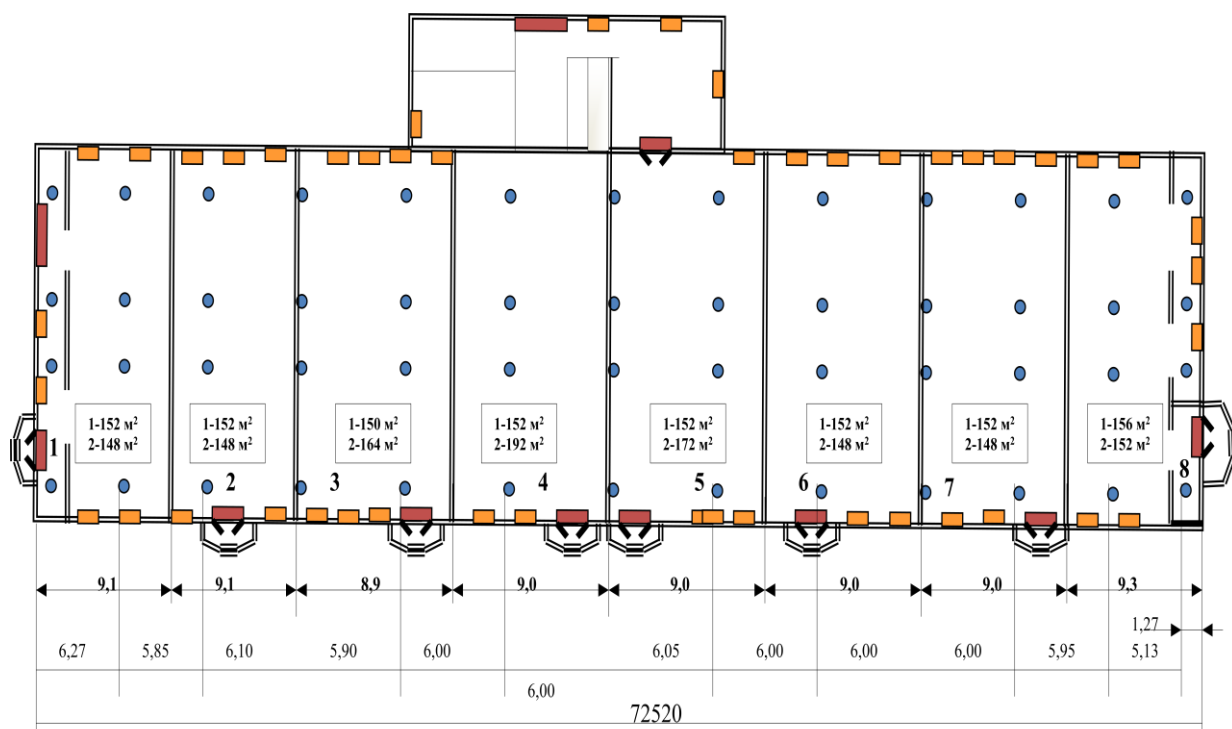 1-152 м²
2-148 м²
1-152 м²
2-148 м²
1-150 м²
2-164 м²
1-152 м²
2-192 м²
1-152 м²
2-172 м²
1-152 м²
2-148 м²
1-152 м²
2-148 м²
1-156 м²
2-152 м²
1
2
3
4
5
6
7
8
9,1
9,1
8,9
9,0
9,0
9,0
9,0
9,3
1,27
6,27
5,85
6,10
5,90
6,00
6,05
6,00
6,00
6,00
5,95
5,13
6,00
72520